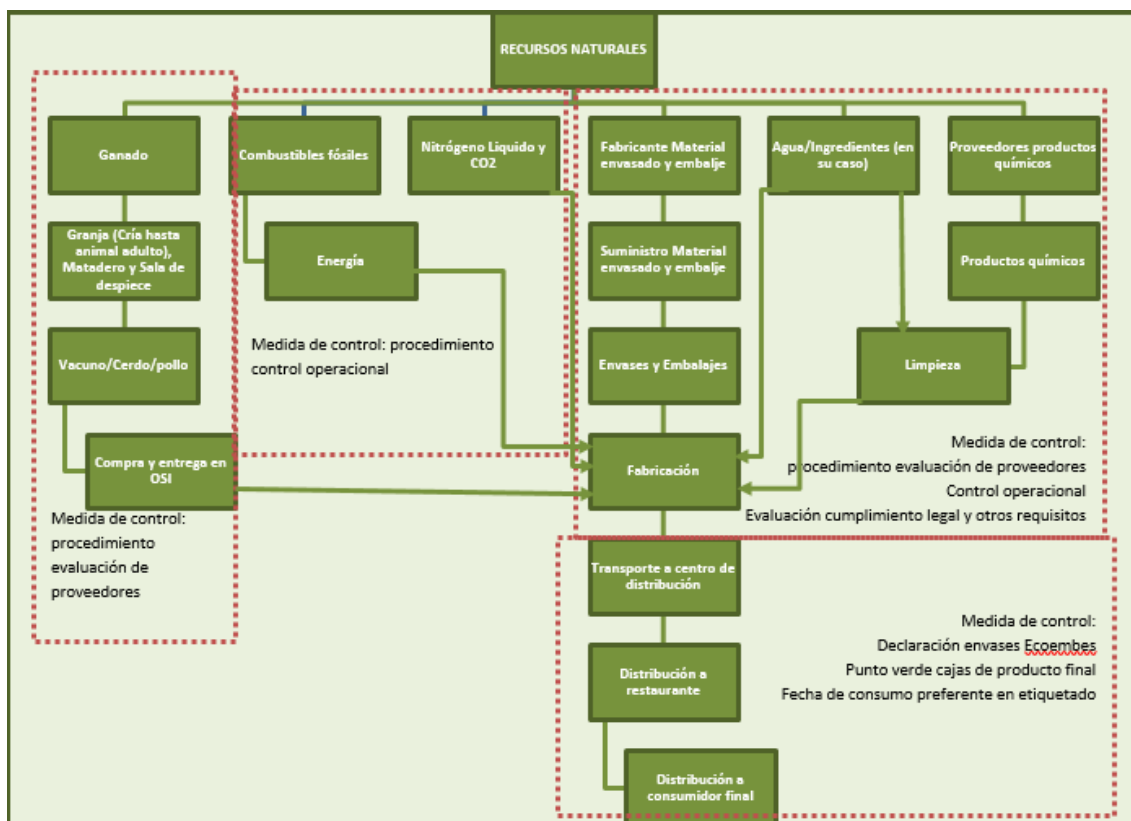 RECURSOS NATURALES
Ganado
Combustibles fósiles
Nitrógeno Liquido y
CO2
Fabricante Material
envasado y embalje
Agua/Ingredientes (en
su caso)
Proveedores productos
químicos
Granja (Cría hasta
animal adulto),
Matadero y Sala de
despiece
Energía
Suministro Material
envasado y embalje
Productos químicos
Vacuno/Cerdo/pollo
Medida de control: procedimiento
control operacional
Envases y Embalajes
Limpieza
Compra y entrega en
OSI
Fabricación
Medida de control:
procedimiento evaluación de proveedores
Control operacional
Evaluación cumplimiento legal y otros requisitos
Medida de control:
procedimiento
evaluación de
proveedores
Transporte a centro de
distribución
Medida de control:
Declaración envases Ecoembes
Punto verde cajas de producto final
Fecha de consumo preferente en etiquetado
Distribución a
restaurante
Distribución a
consumidor final